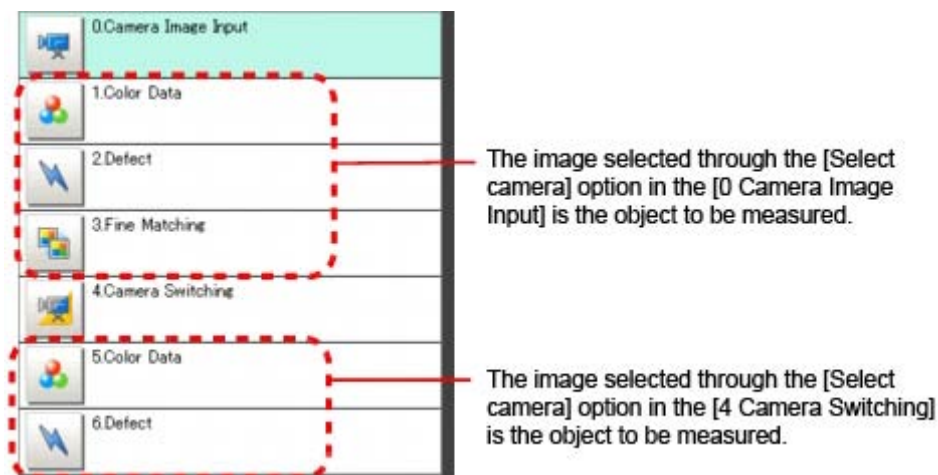 0.Camera Image Input
1.Color Data
2.Defect
3.Fine Matching
4.Camera Switching
5.Color Data
6.Defect
The image selected through the [Select
camera] option in the [0 Camera Image
Input] is the object to be measured.
The image selected through the [Select
camera] option in the [4 Camera Switching]
is the object to be measured.